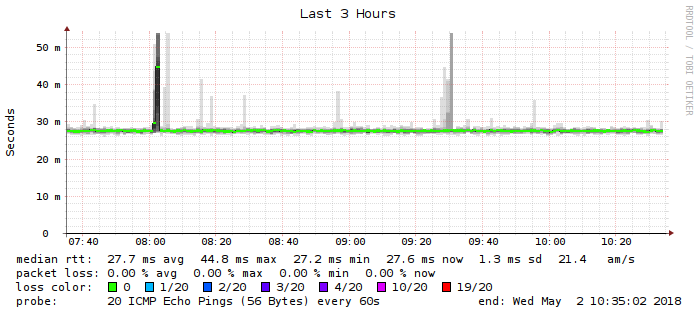 Last 3 Hours
RRDTOOL / TOBI OETIKER
Seconds
50 m
40 m
30 m
20 m
10 m
0
07:40 08:00 08:20 08:40 09:00 09:20 09:40 10:00 10:20
median rtt: 27.7 ms avg 44.8 ms max 27.2 ms min 27.6 ms now 1.3 ms sd 21.4 am/s
packet loss: 0.00 % avg 0.00 % max 0.00 % min 0.00 % now
loss color: 0 1/20 2/20 3/20 4/20 10/20 19/20
probe: 20 ICMP Echo Pings (56 Bytes) every 60s end: Wed May 2 10:35:02 2018